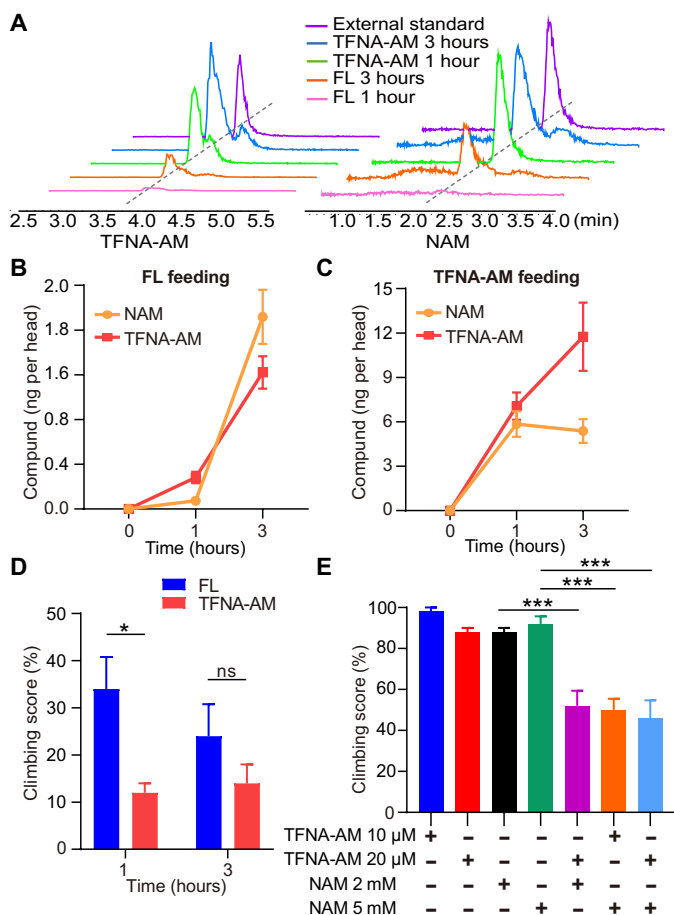 A
External standard
TFNA-AM 3 hours
TFNA-AM 1 hour
FL 3 hours
FL 1 hour
2.5 3.0 3.5 4.0 4.5 5.0 5.5
1.0 1.5 2.0 2.5 3.0 3.5 4.0 (min)
TFNA-AM
NAM
B
FL feeding
NAM
TFNA-AM
Compund (ng per head)
2.0
1.8
1.6
0.8
0.4
0.0
0 1 3
Time (hours)
C
TFNA-AM feeding
NAM
TFNA-AM
Compund (ng per head)
15
12
9
6
3
0
0 1 3
Time (hours)
D
FL
TFNA-AM
Climbing score (%)
50
40
30
20
10
0
*
ns
1 3
Time (hours)
E
Climbing score (%)
100
80
60
40
20
0
***
***
***
TFNA-AM 10 µM + – – – – + –
TFNA-AM 20 µM – + – – + – +
NAM 2 mM – – + – + – –
NAM 5 mM – – – + – + +